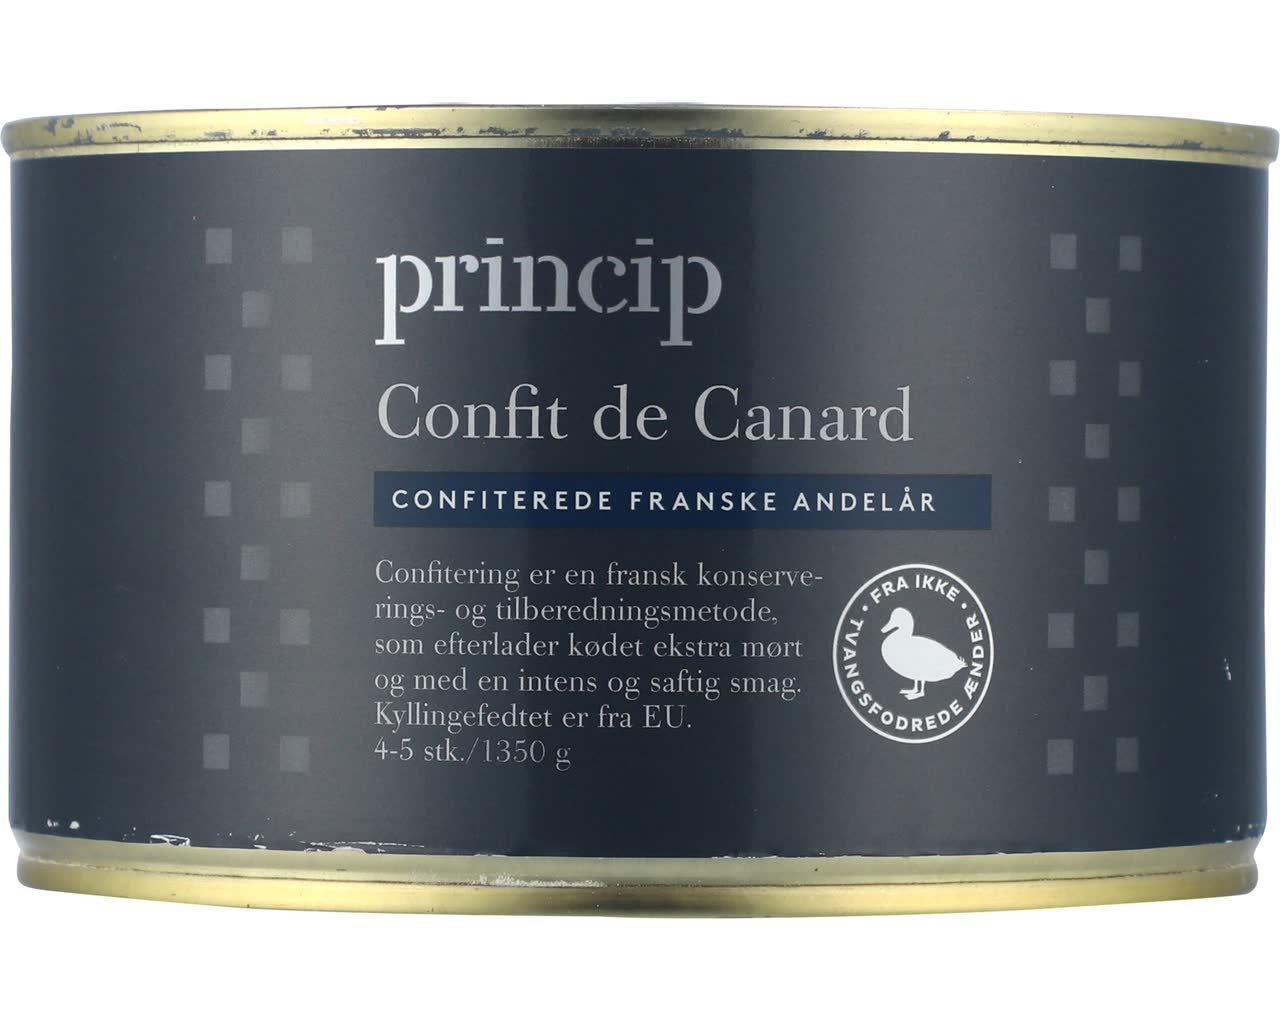 princip
Confit de Canard
CONFITEREDE FRANSKE ANDELÅR
Confitering er en fransk konserve-
rings- og tilberedningsmetode,
som efterlader kødet ekstra mørt
og med en intens og saftig smag.
Kyllingefedtet er fra EU.
4-5 stk./1350 g
• FRA IKKE •
TVANGSFODREDE ÆNDER